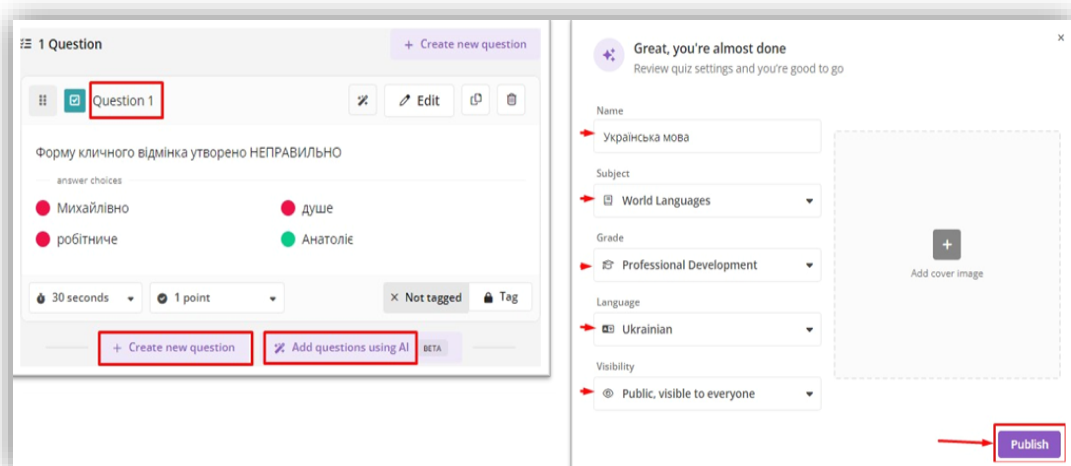 1 Question
+ Create new question
Question 1
Edit
Форму кличного відмінка утворено НЕПРАВИЛЬНО
answer choices
Михайлівно
душе
робітниче
Анатоліє
30 seconds
1 point
× Not tagged
Tag
+ Create new question
Add questions using AI
BETA
×
Great, you're almost done
Review quiz settings and you're good to go
Name
Українська мова
Subject
World Languages
Grade
Professional Development
Language
Ukrainian
Visibility
Public, visible to everyone
+
Add cover image
Publish